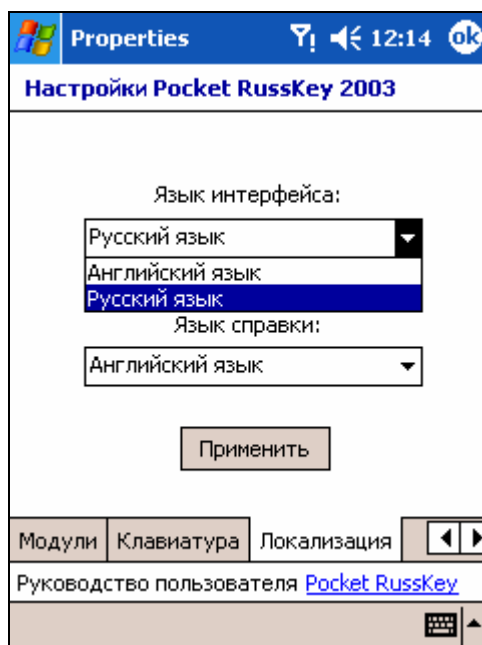 Properties 12:14 ok
Настройки Pocket RussKey 2003
Язык интерфейса:
Русский язык
Английский язык
Русский язык
Язык справки:
Английский язык
Применить
Модули Клавиатура Локализация
Руководство пользователя Pocket RussKey